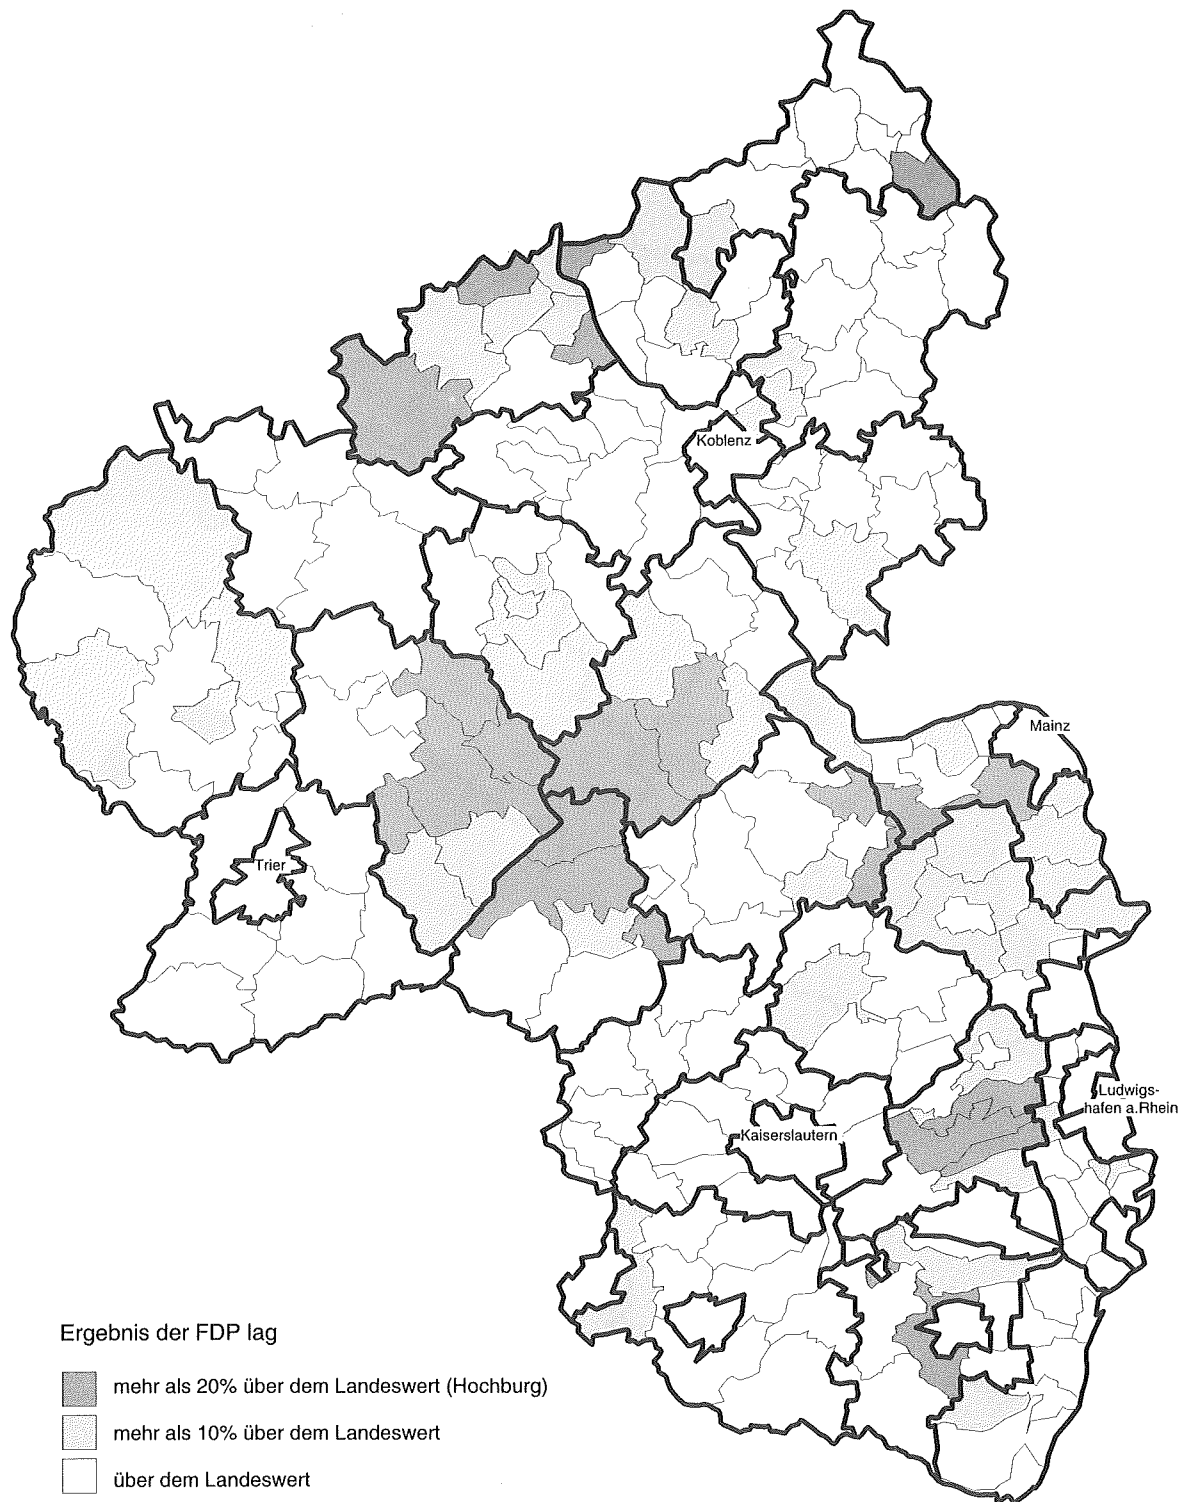 Koblenz
Mainz
Trier
Ludwigs-
hafen a.Rhein
Kaiserslautern
Ergebnis der FDP lag
mehr als 20% über dem Landeswert (Hochburg)
mehr als 10% über dem Landeswert
über dem Landeswert